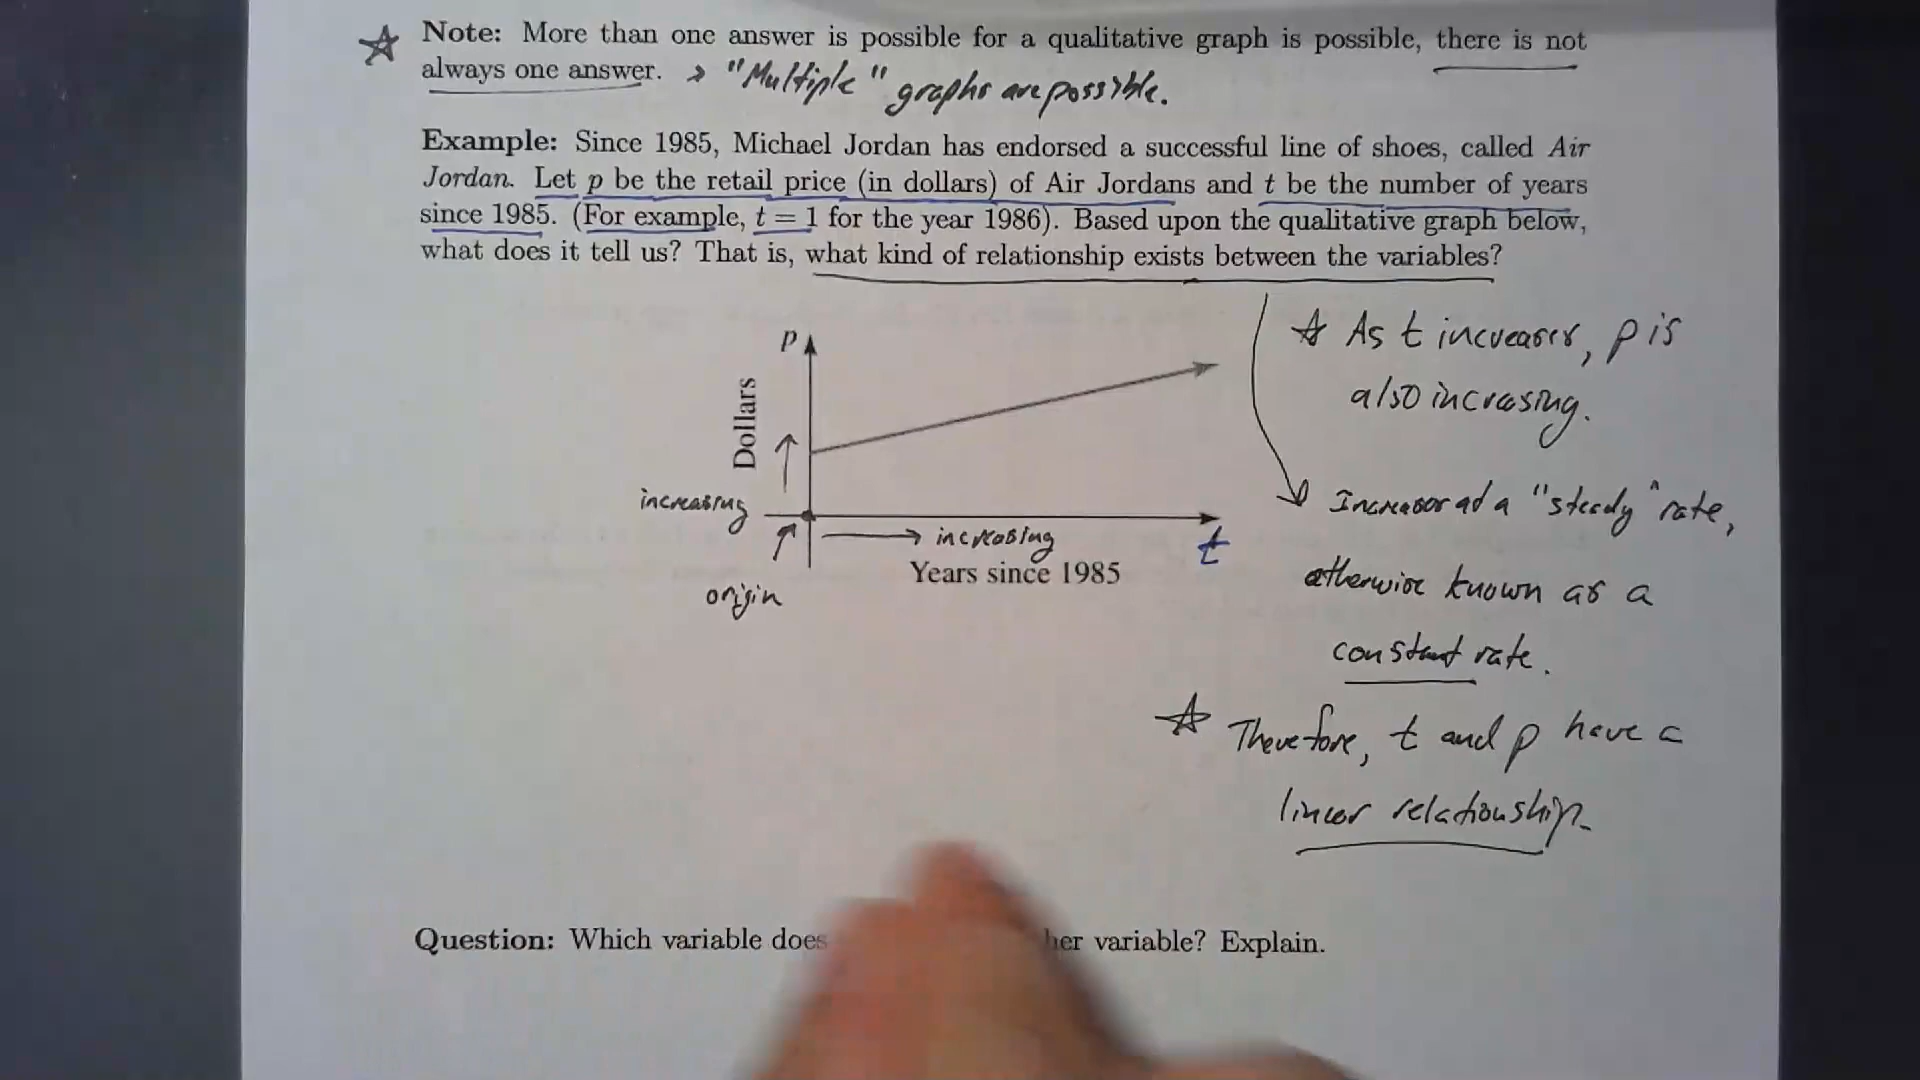 Note: More than one answer is possible for a qualitative graph is possible, there is not
always one answer. → "Multiple" graphs are possible.
Example: Since 1985, Michael Jordan has endorsed a successful line of shoes, called Air
Jordan. Let p be the retail price (in dollars) of Air Jordans and t be the number of years
since 1985. (For example, t = 1 for the year 1986). Based upon the qualitative graph below,
what does it tell us? That is, what kind of relationship exists between the variables?
p
Dollars
increasing
increasing
t
Years since 1985
origin
As t increases, p is
also increasing.
Increases at a "steady" rate,
otherwise known as a
constant rate.
Therefore, t and p have a
linear relationship.
Question: Which variable does her variable? Explain.